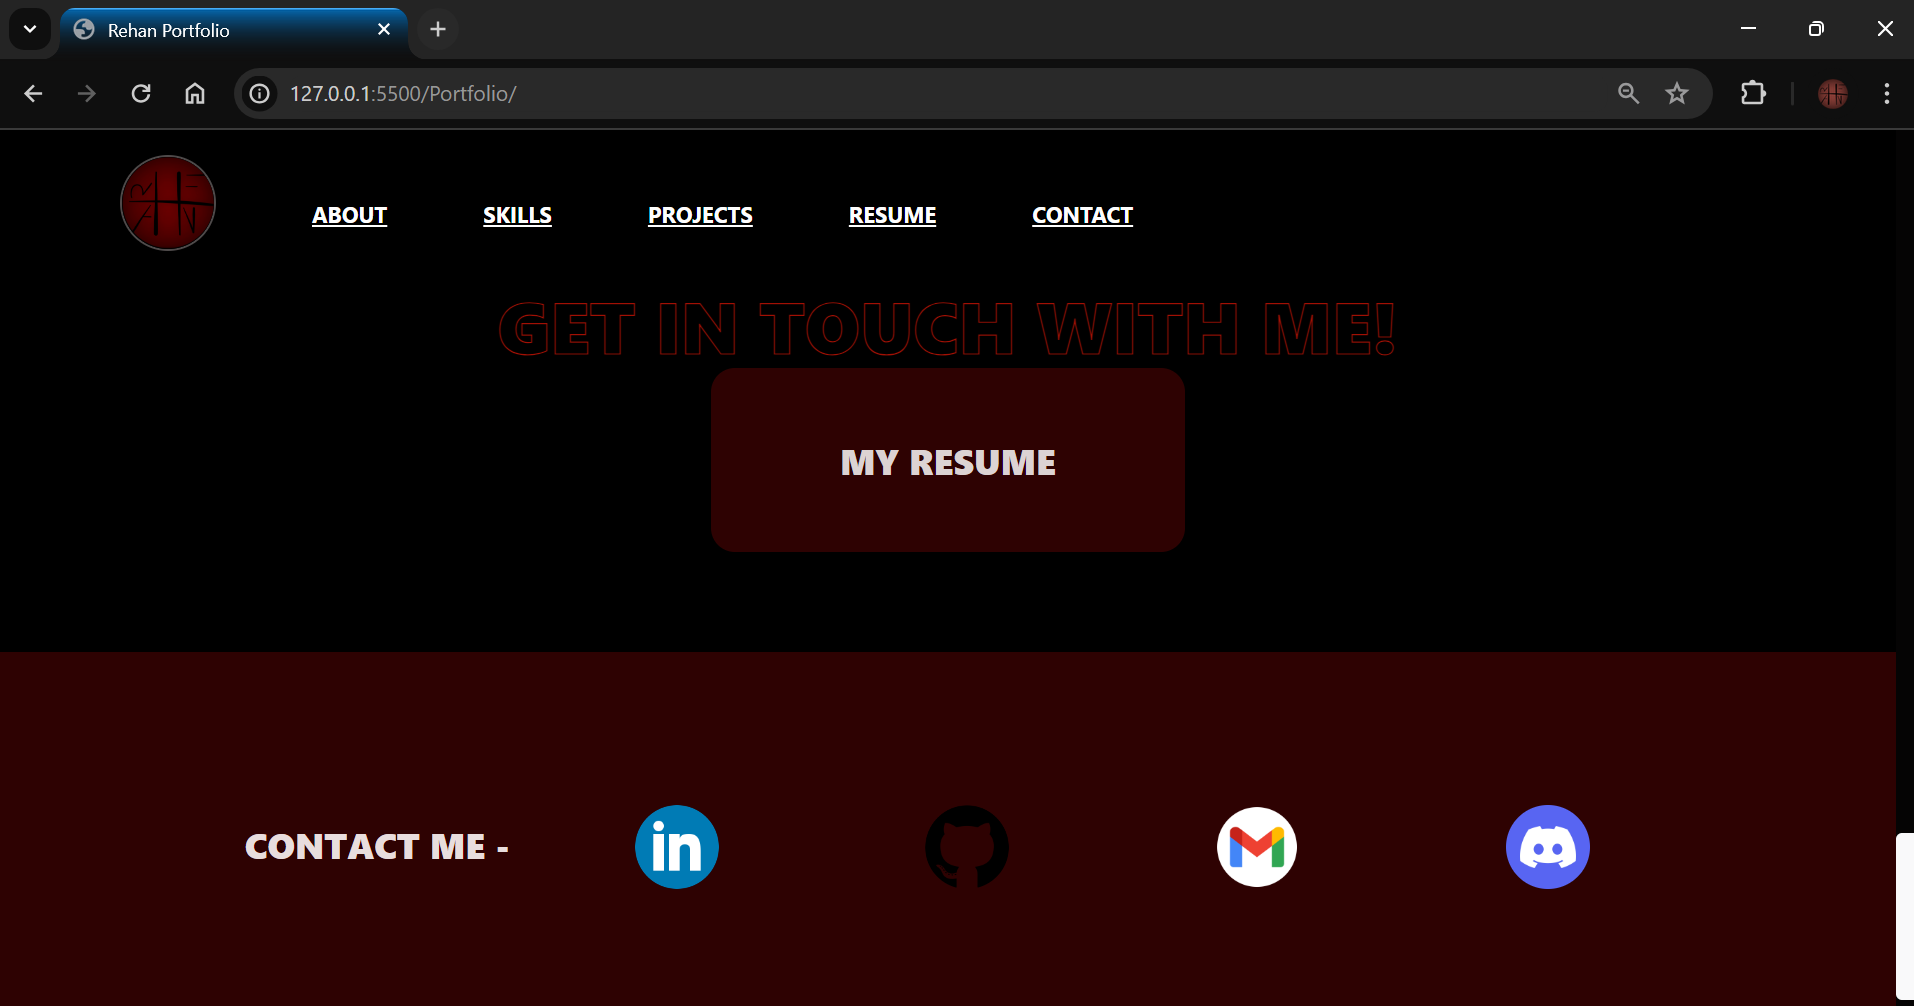 Rehan Portfolio
127.0.0.1:5500/Portfolio/
ABOUT SKILLS PROJECTS RESUME CONTACT
GET IN TOUCH WITH ME!
MY RESUME
CONTACT ME -
in